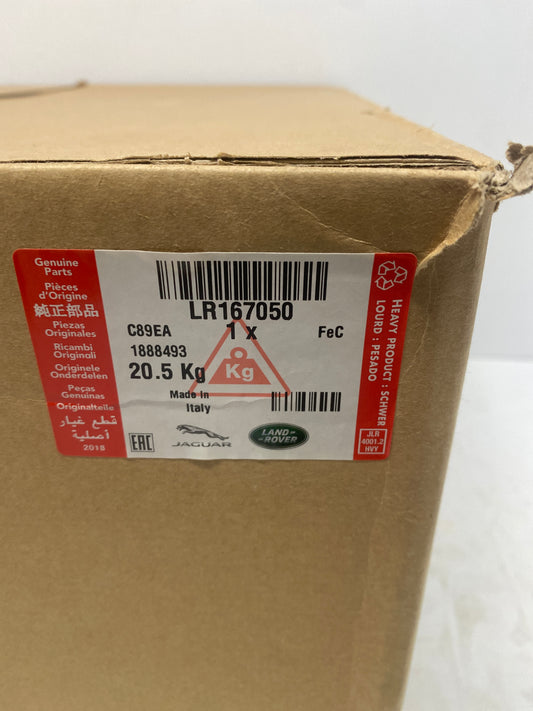 Genuine
Parts
Pièces
d'Origine
純正部品
Piezas
Originales
Ricambi
Originoli
Originele
Onderdelen
Peças
Genuinas
Originalteile
قطع غيار
أصلية
2018
LR167050
C89EA
1 x
FeC
1888493
20.5 Kg
Kg
Made In
Italy
EAC
JAGUAR
LAND-
ROVER
HEAVY PRODUCT : SCHWER
LOURD : PESADO
JLR
4001.2
HVY